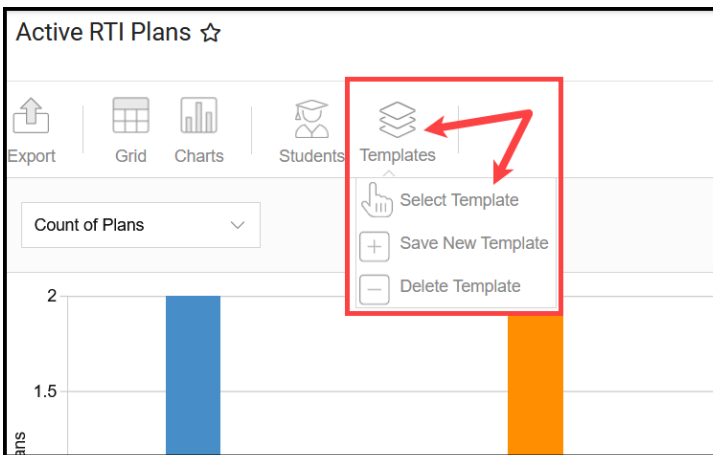 Active RTI Plans
Export Grid Charts Students Templates
Select Template
Save New Template
Delete Template
Count of Plans
2
1.5